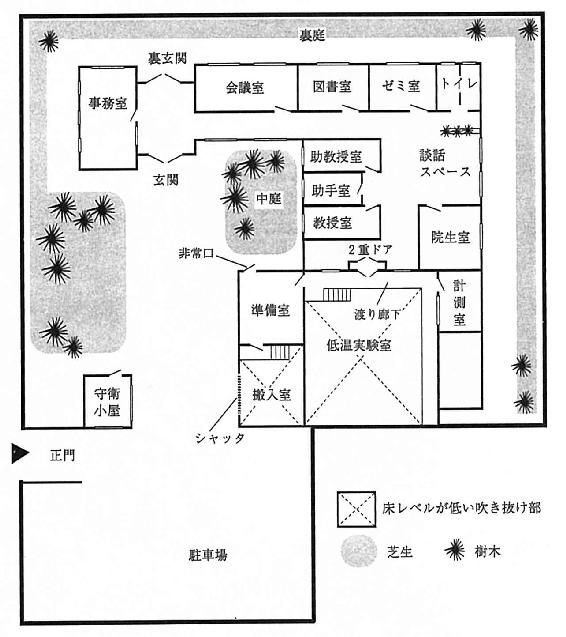 裏庭
裏玄関
事務室
会議室
図書室
ゼミ室
トイレ
玄関
助教授室
談話
スペース
助手室
中庭
教授室
院生室
非常口
2重ドア
準備室
渡り廊下
計測室
低温実験室
守衛
小屋
搬入室
シャッタ
正門
床レベルが低い吹き抜け部
芝生
樹木
駐車場